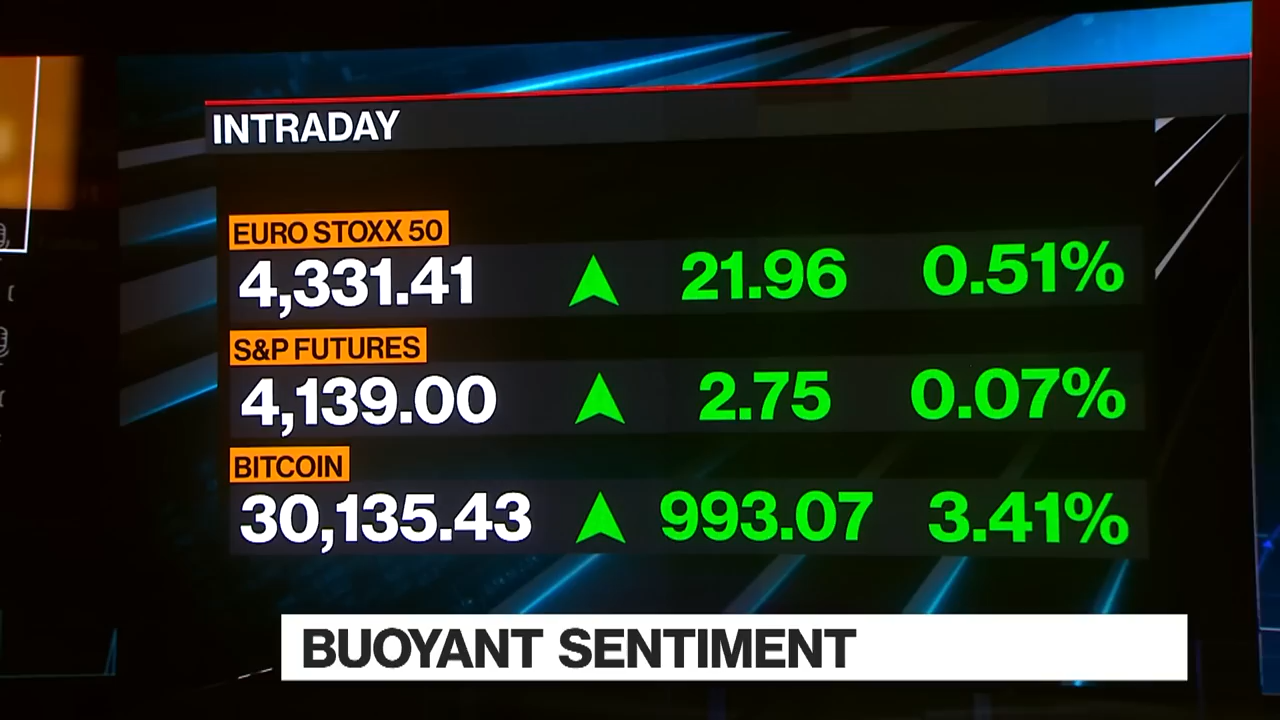 INTRADAY
EURO STOXX 50
4,331.41 ▲ 21.96 0.51%
S&P FUTURES
4,139.00 ▲ 2.75 0.07%
BITCOIN
30,135.43 ▲ 993.07 3.41%
BUOYANT SENTIMENT